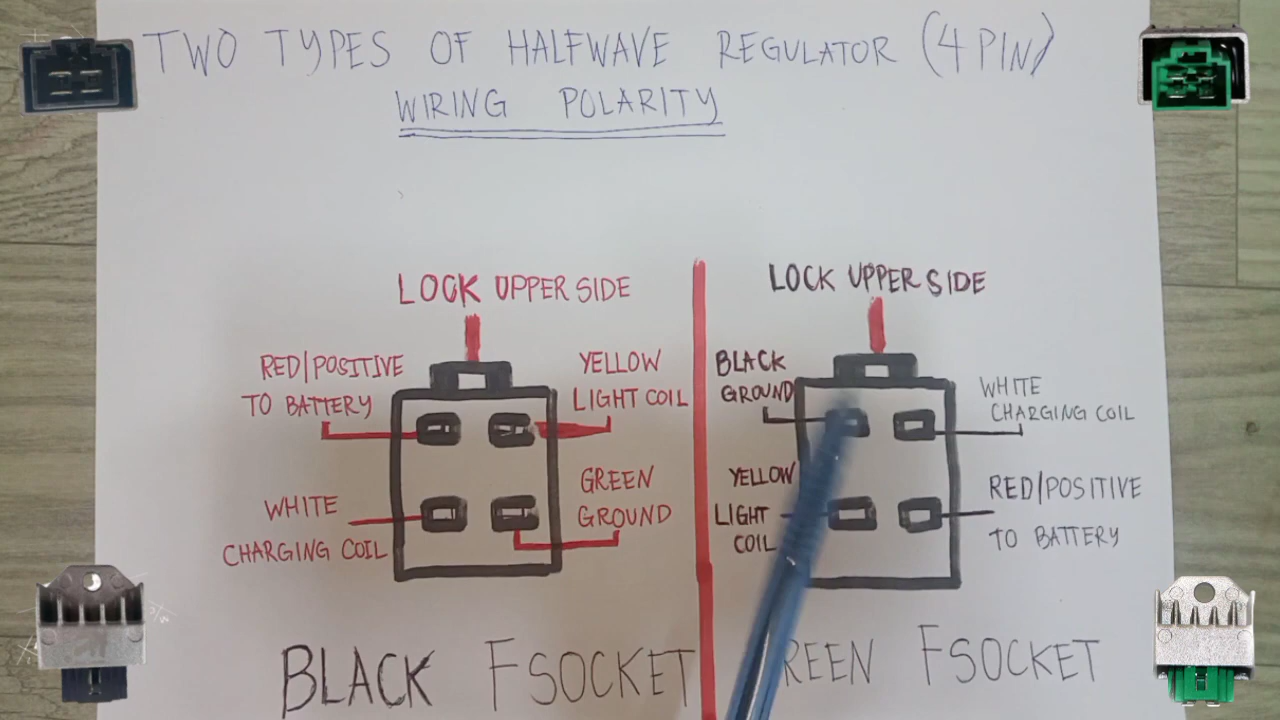 TWO TYPES OF HALFWAVE REGULATOR (4 PIN)
WIRING POLARITY
LOCK UPPER SIDE
RED/POSITIVE
TO BATTERY
YELLOW
LIGHT COIL
WHITE
CHARGING COIL
GREEN
GROUND
BLACK FSOCKET
LOCK UPPER SIDE
BLACK
GROUND
WHITE
CHARGING COIL
YELLOW
LIGHT
COIL
RED/POSITIVE
TO BATTERY
REEN FSOCKET